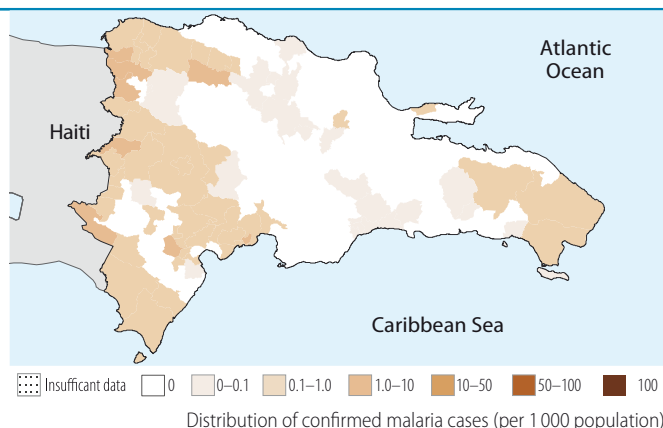 Atlantic
Ocean
Haiti
Caribbean Sea
Insufficant data 0 0–0.1 0.1–1.0 1.0–10 10–50 50–100 100
Distribution of confirmed malaria cases (per 1 000 population)